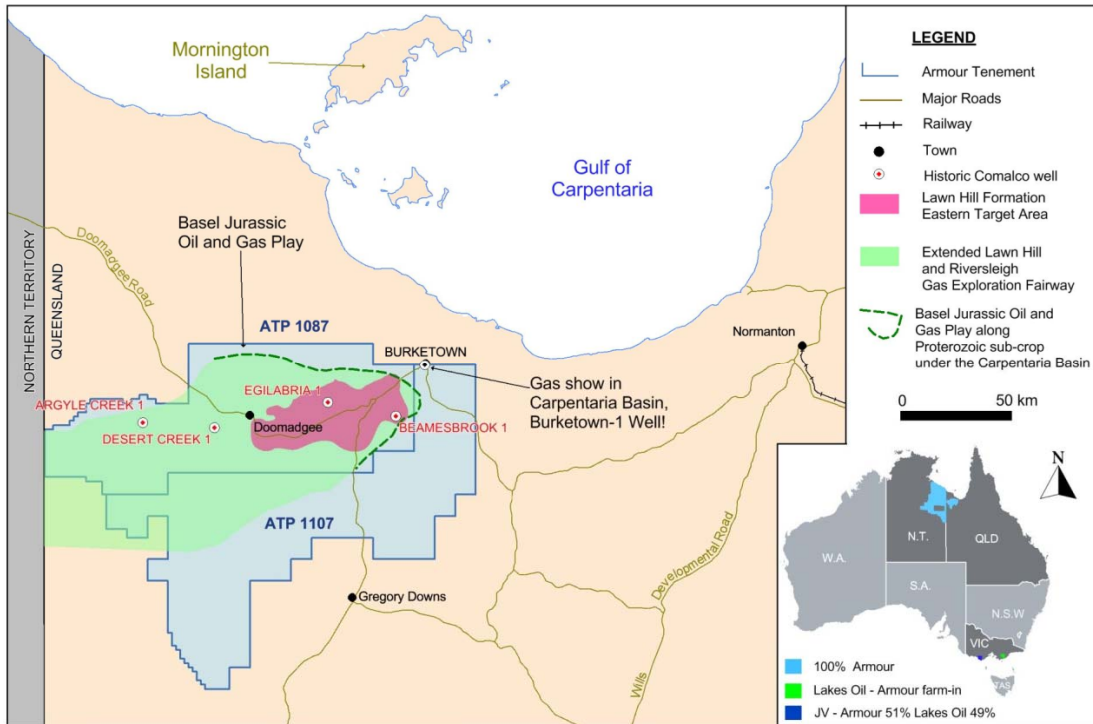 Mornington
Island
Gulf of
Carpentaria
Basel Jurassic
Oil and Gas Play
Doomadgee Road
NORTHERN TERRITORY
QUEENSLAND
ATP 1087
BURKETOWN
Normanton
EGILABRIA 1
ARGYLE CREEK 1
DESERT CREEK 1
Doomadgee
BEAMESBROOK 1
Gas show in
Carpentaria Basin,
Burketown-1 Well!
ATP 1107
Gregory Downs
Wills
Developmental Road
LEGEND
Armour Tenement
Major Roads
Railway
Town
Historic Comalco well
Lawn Hill Formation
Eastern Target Area
Extended Lawn Hill
and Riversleigh
Gas Exploration Fairway
Basel Jurassic Oil and
Gas Play along
Proterozoic sub-crop
under the Carpentaria Basin
0
50 km
N
W.A.
N.T.
QLD
S.A.
N.S.W
VIC
TAS
100% Armour
Lakes Oil - Armour farm-in
JV - Armour 51% Lakes Oil 49%